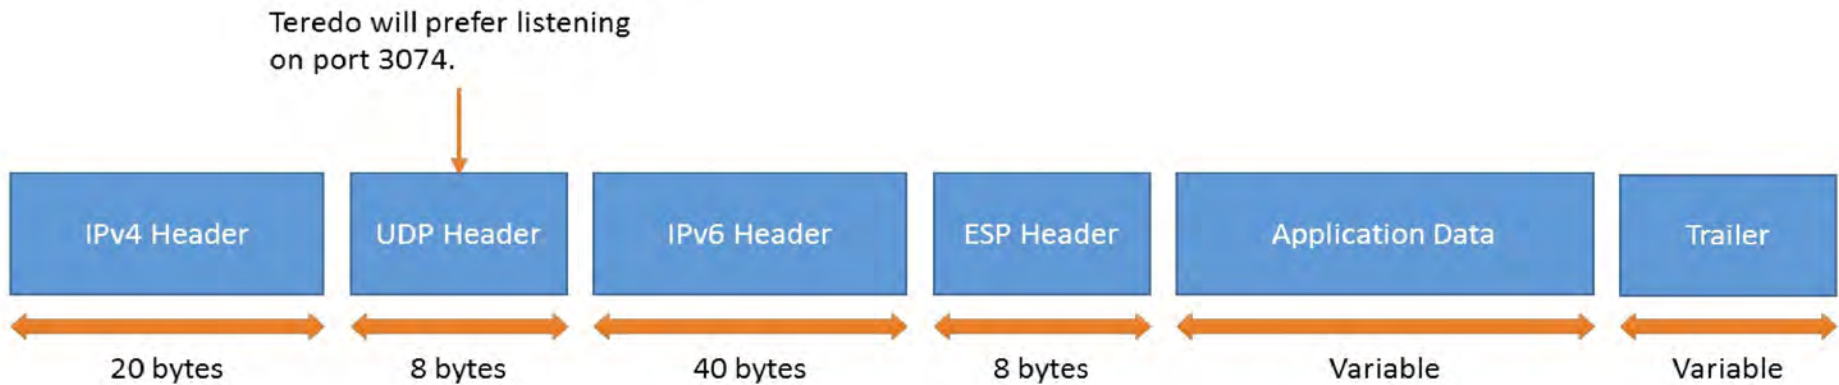 Teredo will prefer listening
on port 3074.
IPv4 Header
UDP Header
IPv6 Header
ESP Header
Application Data
Trailer
20 bytes
8 bytes
40 bytes
8 bytes
Variable
Variable